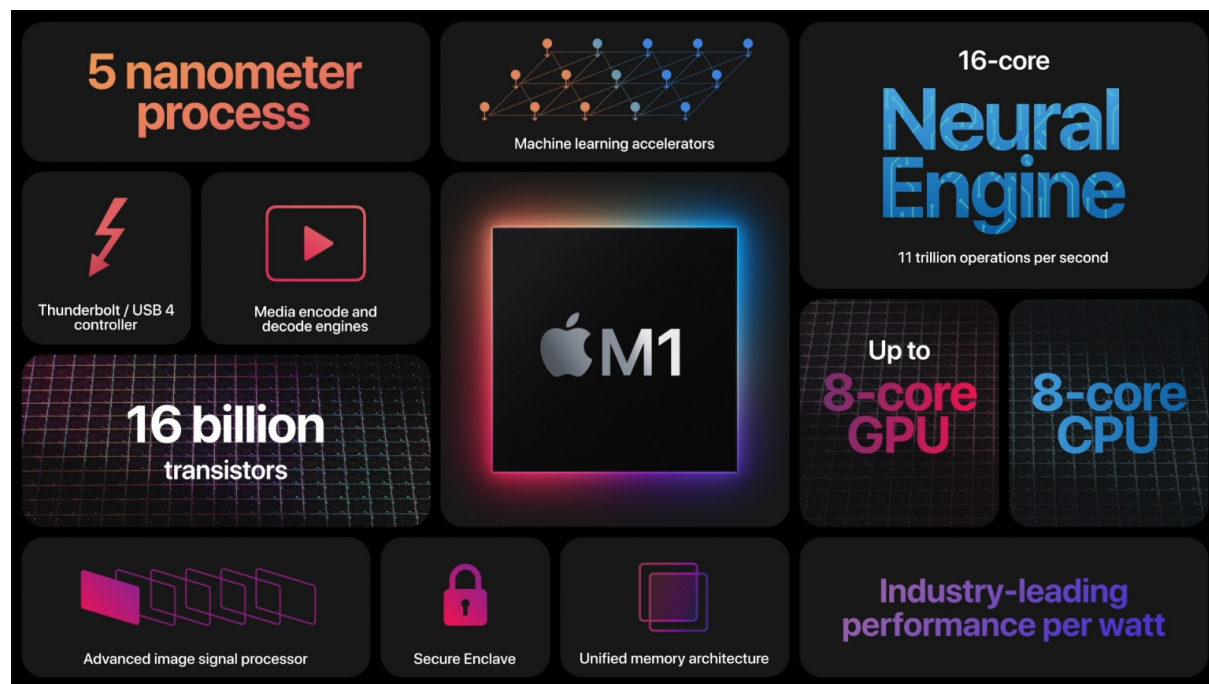 5 nanometer
process
Machine learning accelerators
16-core
Neural
Engine
11 trillion operations per second
Thunderbolt / USB 4
controller
Media encode and
decode engines
M1
Up to
8-core
GPU
8-core
CPU
16 billion
transistors
Advanced image signal processor
Secure Enclave
Unified memory architecture
Industry-leading
performance per watt